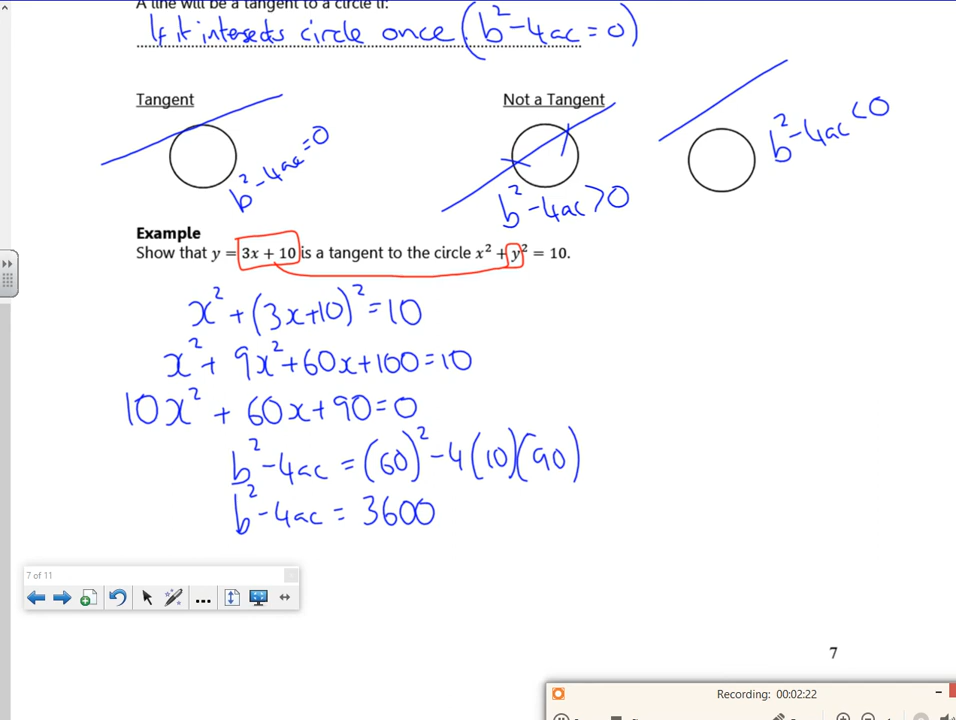 A line will be a tangent to a circle if:
If it intersects circle once (b²-4ac = 0)
Tangent
Not a Tangent
b²-4ac=0
b²-4ac>0
b²-4ac<0
Example
Show that y = 3x + 10 is a tangent to the circle x² + y² = 10.
x² + (3x+10)² = 10
x² + 9x² + 60x + 100 = 10
10x² + 60x + 90 = 0
b²-4ac = (60)² - 4(10)(90)
b²-4ac = 3600
7 of 11
...
7
Recording: 00:02:22